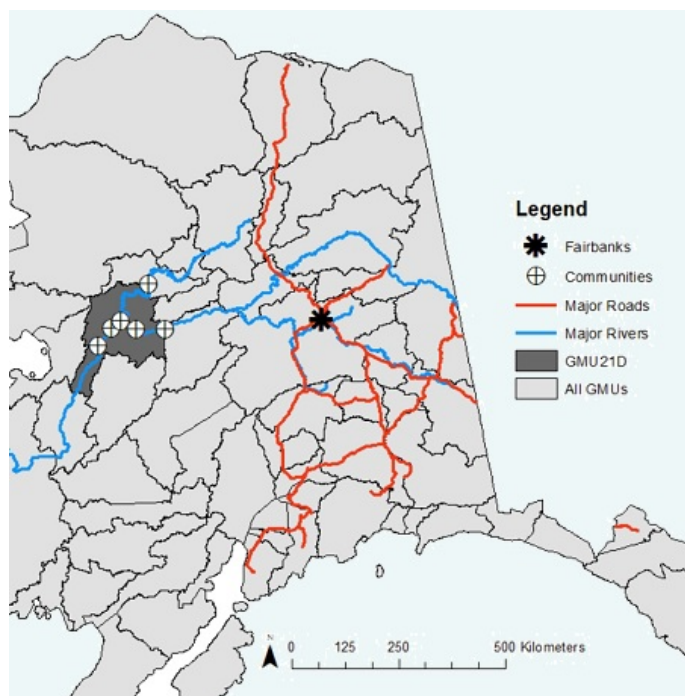 Legend
Fairbanks
Communities
Major Roads
Major Rivers
GMU21D
All GMUs
N
0 125 250 500 Kilometers